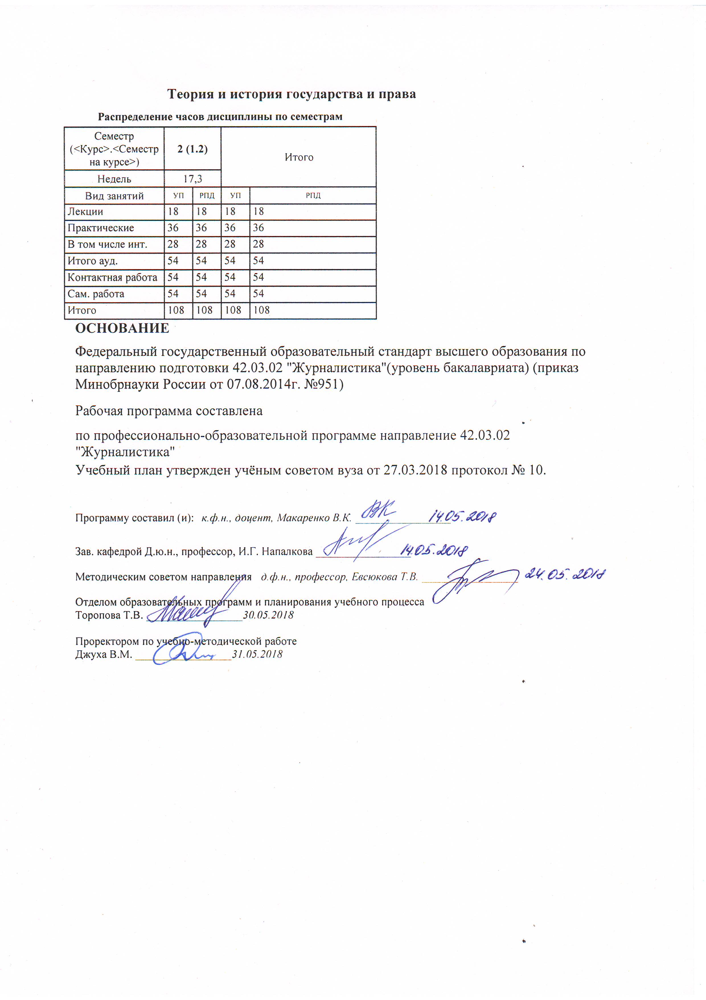 Теория и история государства и права
Распределение часов дисциплины по семестрам
Семестр
(<Курс>.<Семестр
на курсе>)
2 (1.2)
Итого
Недель 17,3
Вид занятий УП РПД УП РПД
Лекции 18 18 18 18
Практические 36 36 36 36
В том числе инт. 28 28 28 28
Итого ауд. 54 54 54 54
Контактная работа 54 54 54 54
Сам. работа 54 54 54 54
Итого 108 108 108 108
ОСНОВАНИЕ
Федеральный государственный образовательный стандарт высшего образования по
направлению подготовки 42.03.02 "Журналистика"(уровень бакалавриата) (приказ
Минобрнауки России от 07.08.2014г. №951)
Рабочая программа составлена
по профессионально-образовательной программе направление 42.03.02
"Журналистика"
Учебный план утвержден учёным советом вуза от 27.03.2018 протокол № 10.
Программу составил (и): к.ф.н., доцент, Макаренко В.К. ВК 14.05.2018
Зав. кафедрой Д.ю.н., профессор, И.Г. Напалкова 14.05.2018
Методическим советом направления д.ф.н., профессор, Евсюкова Т.В. 24.05.2018
Отделом образовательных программ и планирования учебного процесса
Торопова Т.В. 30.05.2018
Проректором по учебно-методической работе
Джуха В.М. 31.05.2018